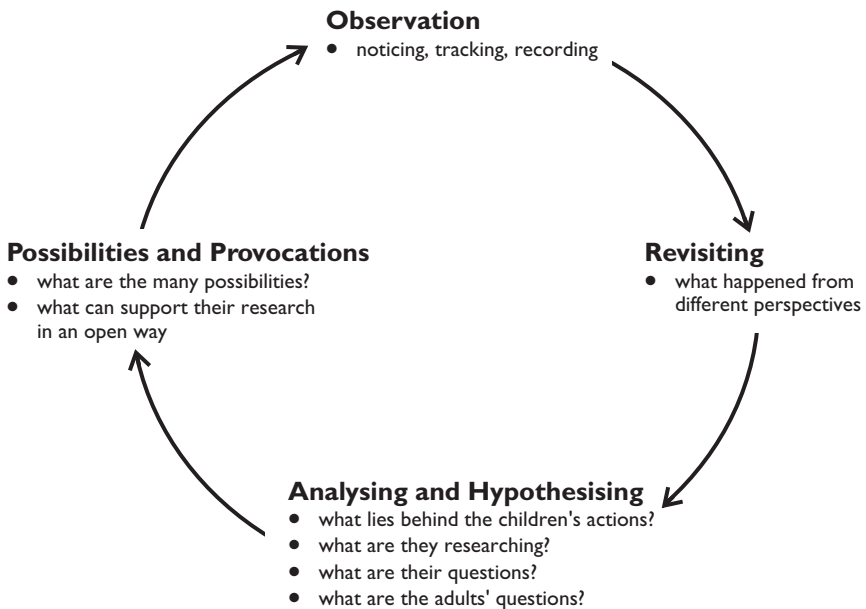 Observation
• noticing, tracking, recording
Revisiting
• what happened from
different perspectives
Analysing and Hypothesising
• what lies behind the children's actions?
• what are they researching?
• what are their questions?
• what are the adults' questions?
Possibilities and Provocations
• what are the many possibilities?
• what can support their research
in an open way